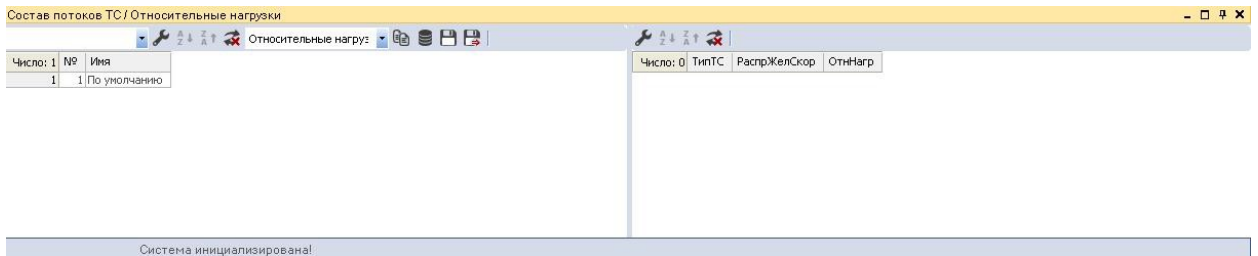 Состав потоков ТС / Относительные нагрузки
Относительные нагруз
Число: 1 № Имя
1 1 По умолчанию
Число: 0 ТипТС РаспрЖелСкор ОтнНагр
Система инициализирована!